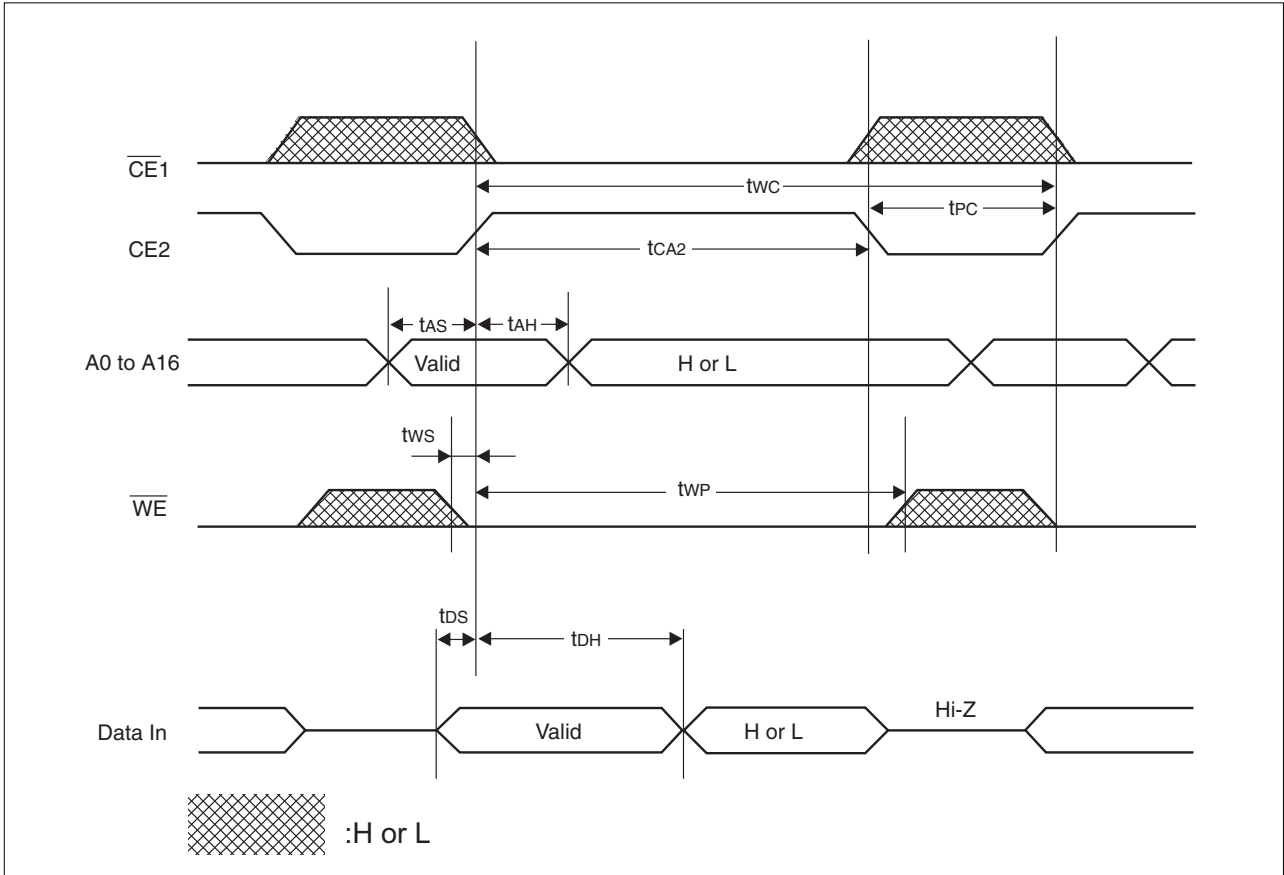 CE1
tWC
tPC
CE2
tCA2
tAS
tAH
A0 to A16
Valid
H or L
tWS
WE
tWP
tDS
tDH
Data In
Valid
H or L
Hi-Z
:H or L